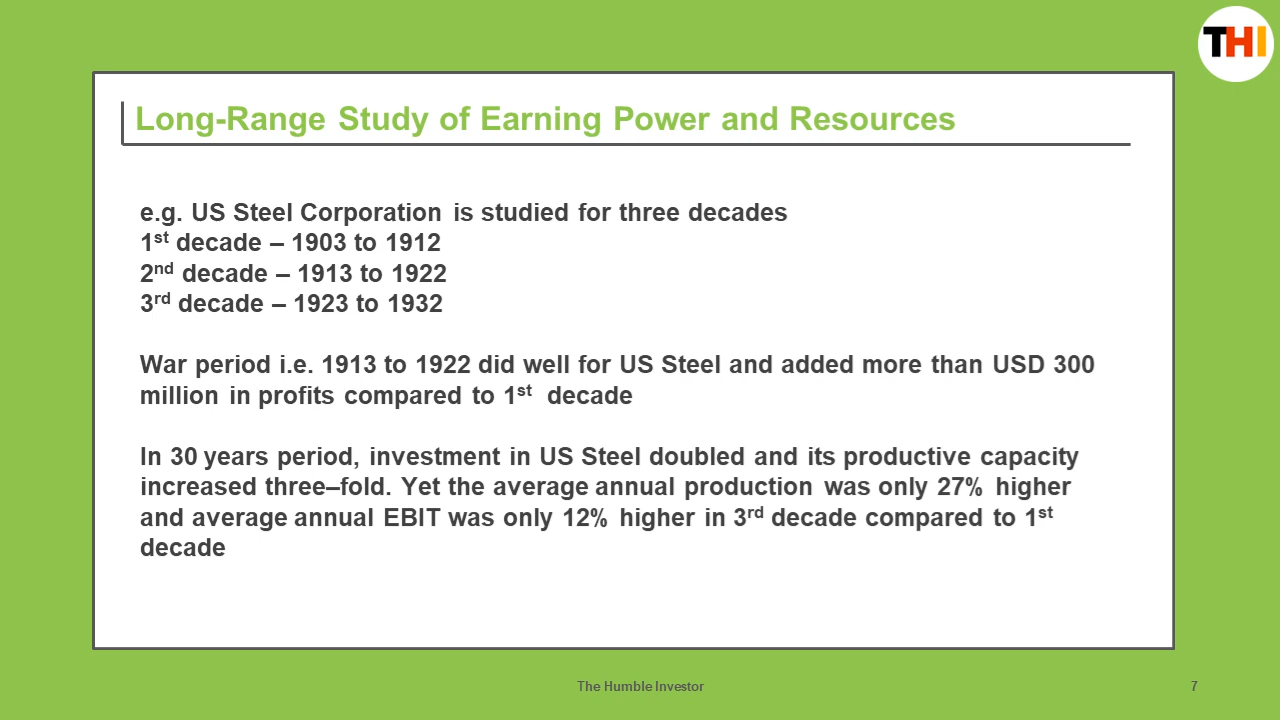 THI
Long-Range Study of Earning Power and Resources
e.g. US Steel Corporation is studied for three decades
1st decade – 1903 to 1912
2nd decade – 1913 to 1922
3rd decade – 1923 to 1932
War period i.e. 1913 to 1922 did well for US Steel and added more than USD 300
million in profits compared to 1st decade
In 30 years period, investment in US Steel doubled and its productive capacity
increased three–fold. Yet the average annual production was only 27% higher
and average annual EBIT was only 12% higher in 3rd decade compared to 1st
decade
The Humble Investor
7